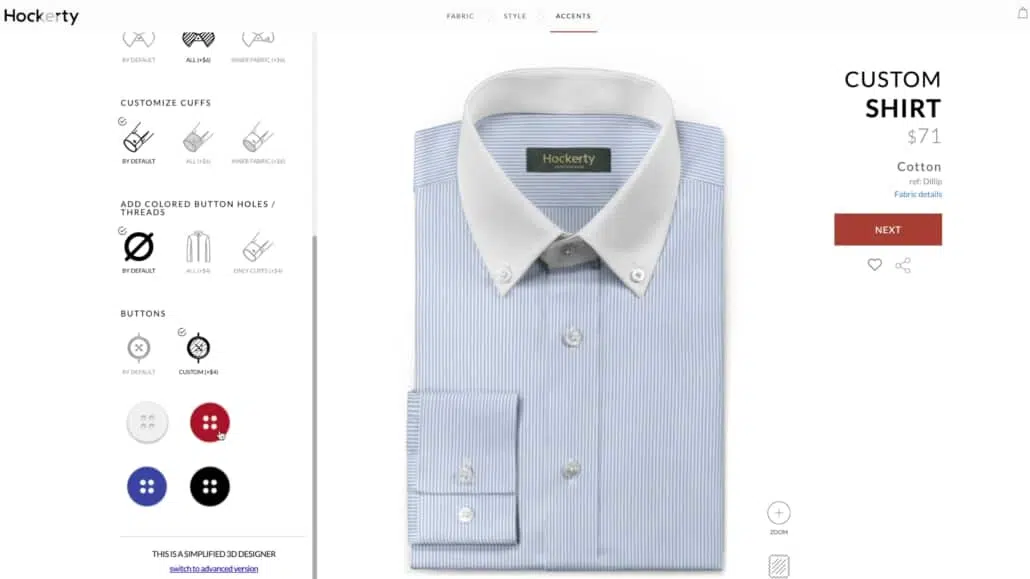 Hockerty
FABRIC
STYLE
ACCENTS
BY DEFAULT
ALL (+$6)
INNER FABRIC (+$6)
CUSTOMIZE CUFFS
BY DEFAULT
ALL (+$6)
INNER FABRIC (+$6)
ADD COLORED BUTTON HOLES /
THREADS
BY DEFAULT
ALL (+$4)
ONLY CUFFS (+$4)
BUTTONS
BY DEFAULT
CUSTOM (+$4)
THIS IS A SIMPLIFIED 3D DESIGNER
switch to advanced version
Hockerty
ZOOM
CUSTOM
SHIRT
$71
Cotton
ref: Dillip
Fabric details
NEXT